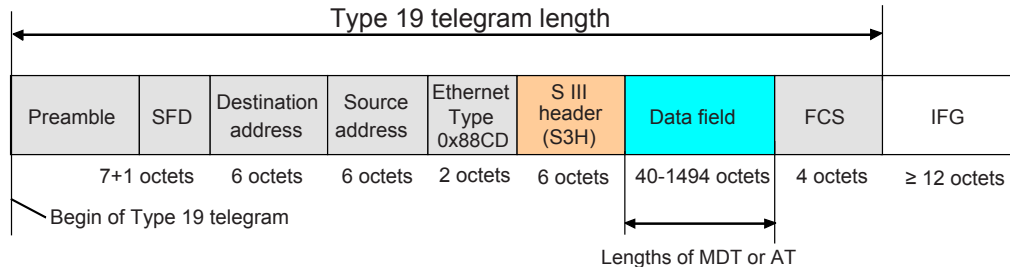 Type 19 telegram length
Preamble
SFD
Destination
address
Source
address
Ethernet
Type
0x88CD
S III
header
(S3H)
Data field
FCS
IFG
7+1 octets
6 octets
6 octets
2 octets
6 octets
40-1494 octets
4 octets
≥ 12 octets
Begin of Type 19 telegram
Lengths of MDT or AT